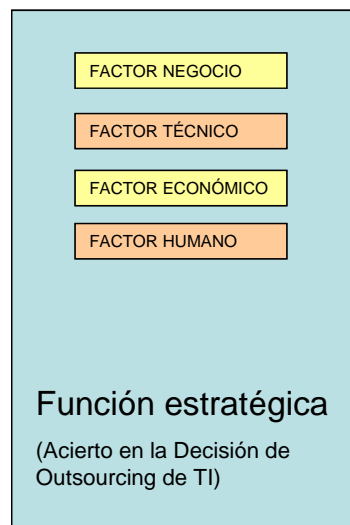 FACTOR NEGOCIO
FACTOR TÉCNICO
FACTOR ECONÓMICO
FACTOR HUMANO
Función estratégica
(Acierto en la Decisión de
Outsourcing de TI)